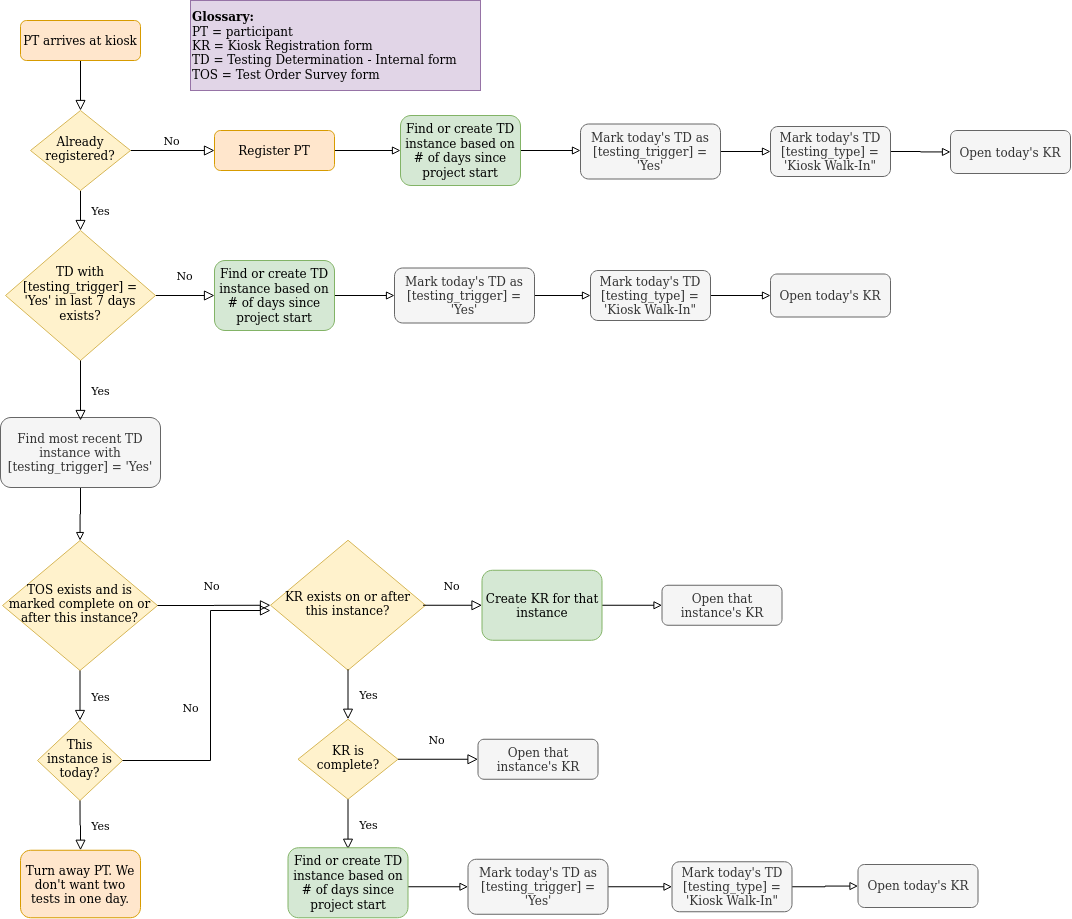 Glossary:
PT = participant
KR = Kiosk Registration form
TD = Testing Determination - Internal form
TOS = Test Order Survey form
PT arrives at kiosk
Already
registered?
No
Register PT
Find or create TD
instance based on
# of days since
project start
Mark today's TD as
[testing_trigger] =
'Yes'
Mark today's TD
[testing_type] =
'Kiosk Walk-In"
Open today's KR
Yes
TD with
[testing_trigger] =
'Yes' in last 7 days
exists?
No
Find or create TD
instance based on
# of days since
project start
Mark today's TD as
[testing_trigger] =
'Yes'
Mark today's TD
[testing_type] =
'Kiosk Walk-In"
Open today's KR
Yes
Find most recent TD
instance with
[testing_trigger] = 'Yes'
TOS exists and is
marked complete on or
after this instance?
No
KR exists on or after
this instance?
No
Create KR for that
instance
Open that
instance's KR
Yes
No
Yes
This
instance is
today?
KR is
complete?
No
Open that
instance's KR
Yes
Yes
Turn away PT. We
don't want two
tests in one day.
Find or create TD
instance based on
# of days since
project start
Mark today's TD as
[testing_trigger] =
'Yes'
Mark today's TD
[testing_type] =
'Kiosk Walk-In"
Open today's KR